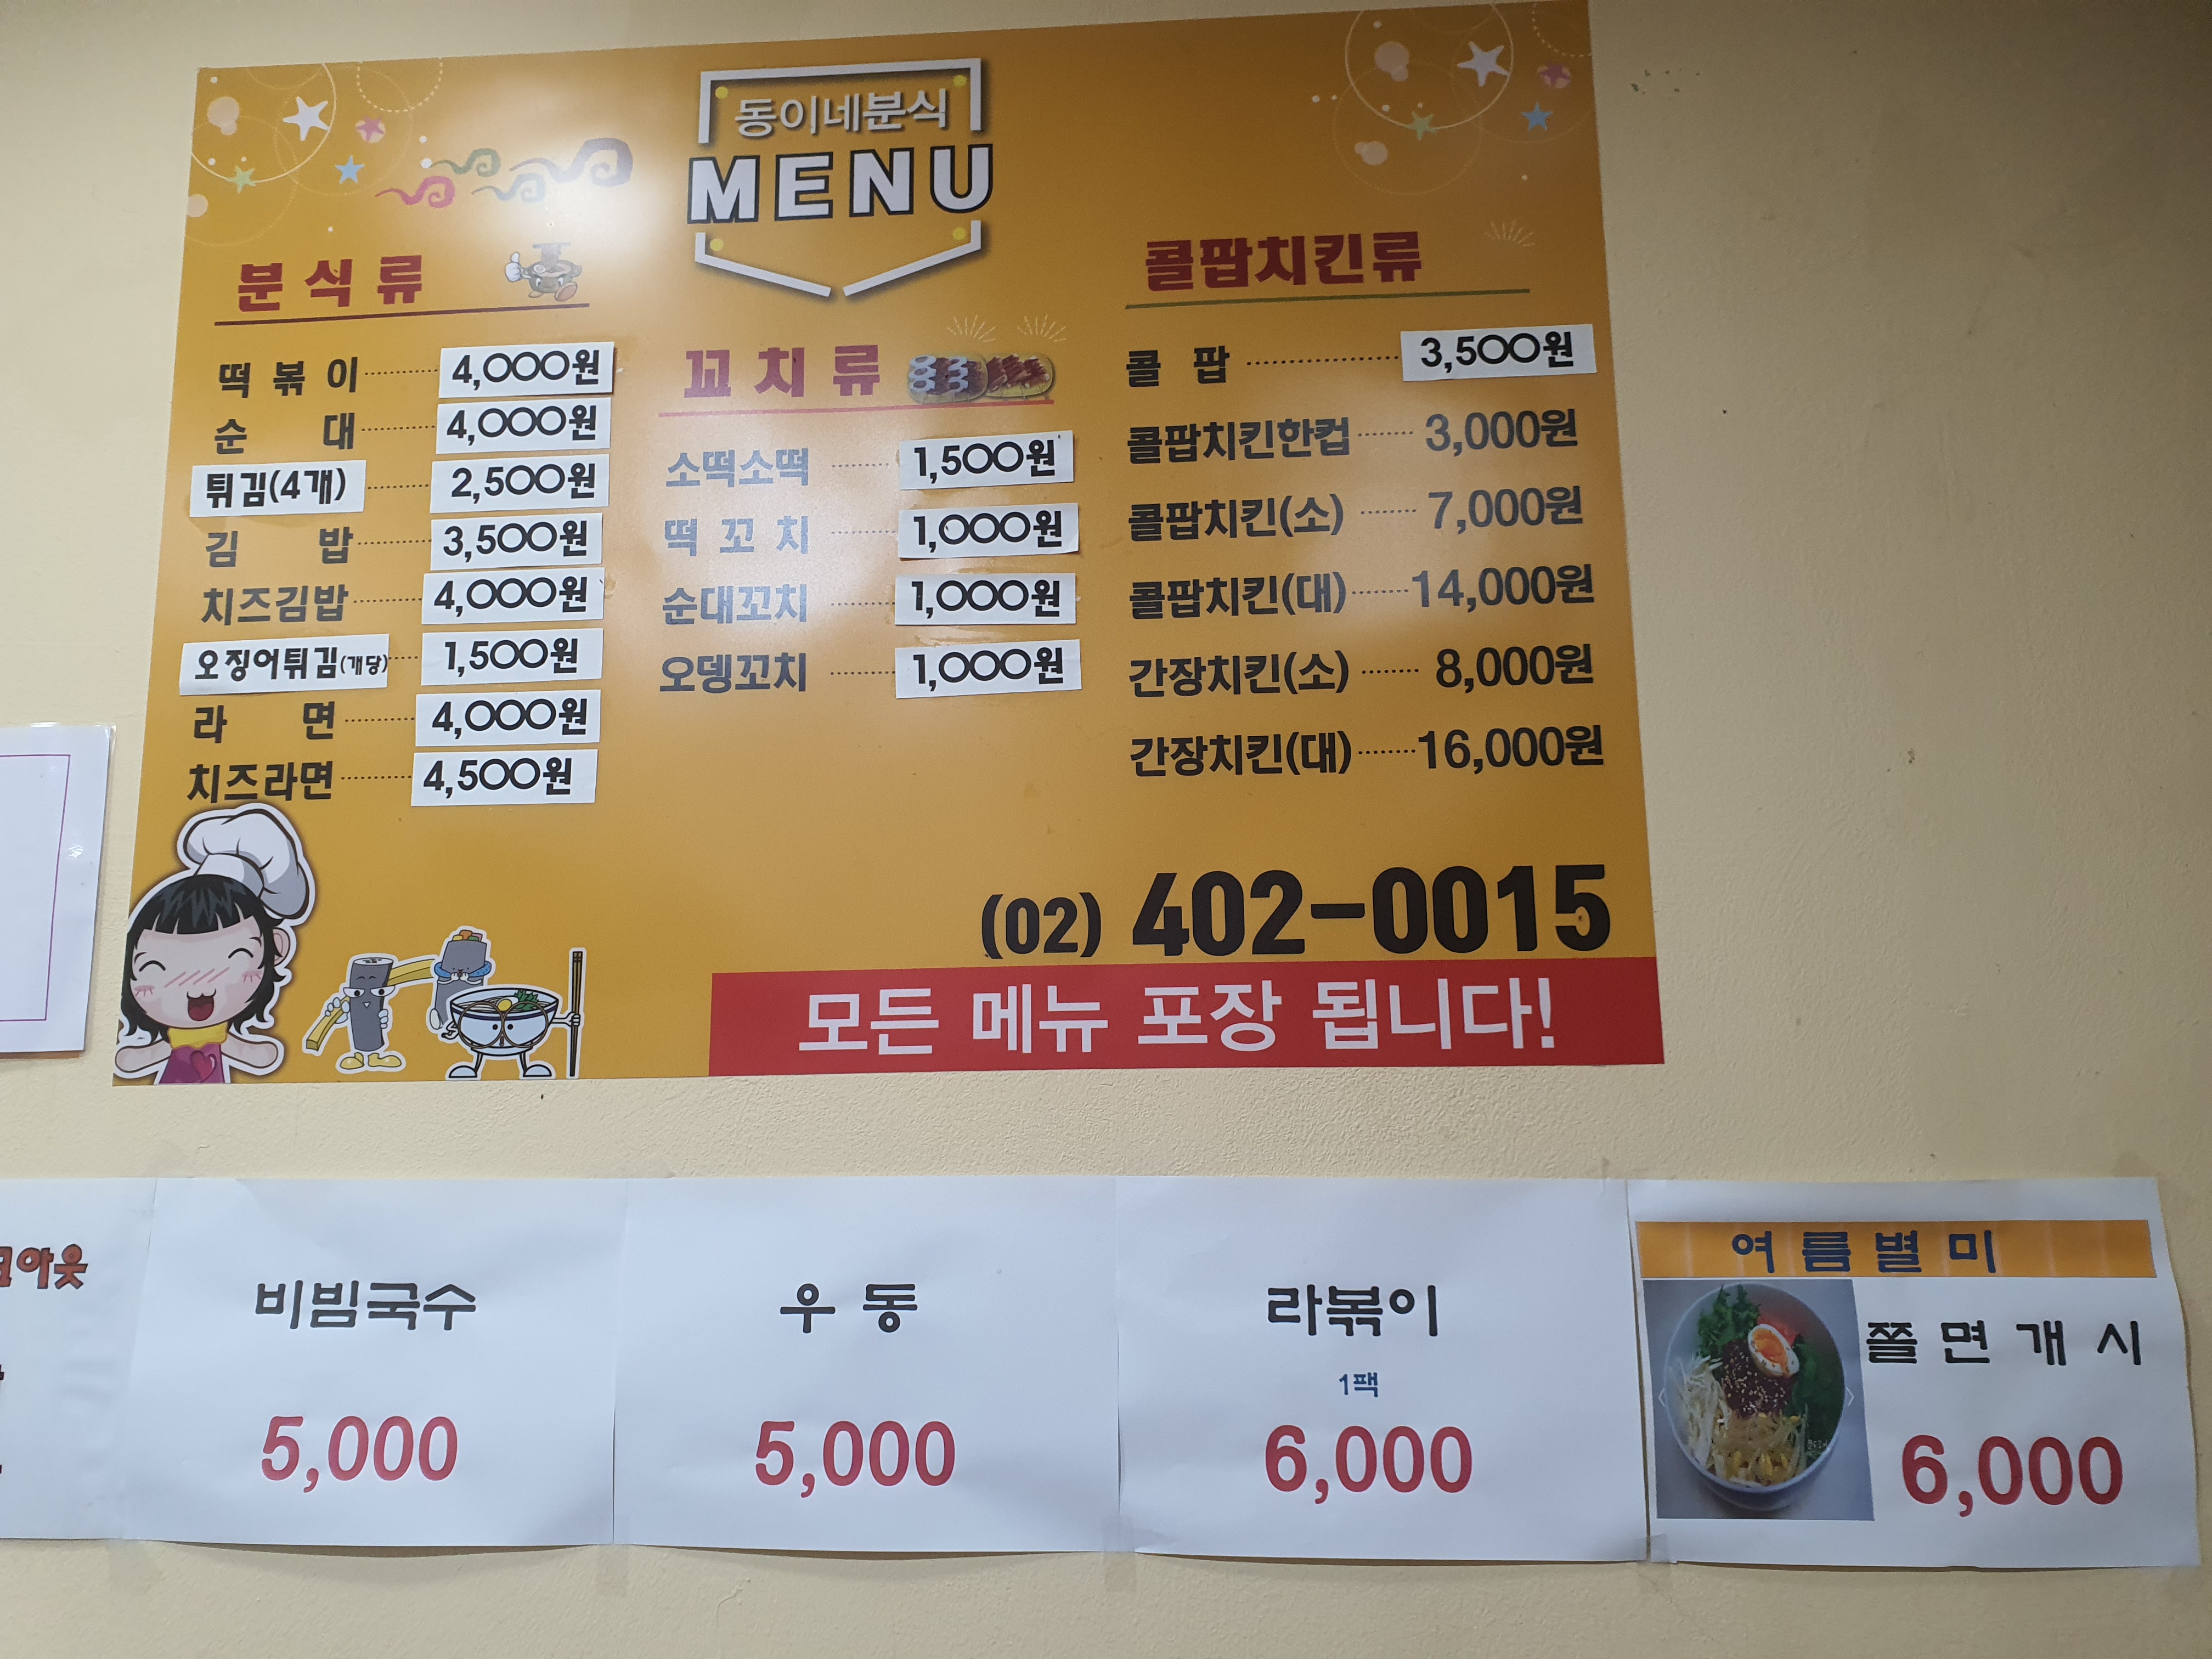 동이네분식
MENU
분식류
떡볶이 4,000원
순대 4,000원
튀김(4개) 2,500원
김밥 3,500원
치즈김밥 4,000원
오징어튀김(개당) 1,500원
라면 4,000원
치즈라면 4,500원
꼬치류
소떡소떡 1,500원
떡꼬치 1,000원
순대꼬치 1,000원
오뎅꼬치 1,000원
콜팝치킨류
콜팝 3,500원
콜팝치킨한컵 3,000원
콜팝치킨(소) 7,000원
콜팝치킨(대) 14,000원
간장치킨(소) 8,000원
간장치킨(대) 16,000원
(02) 402-0015
모든 메뉴 포장 됩니다!
아웃
비빔국수
5,000
우동
5,000
라볶이
1팩
6,000
여름별미
쫄면개시
6,000